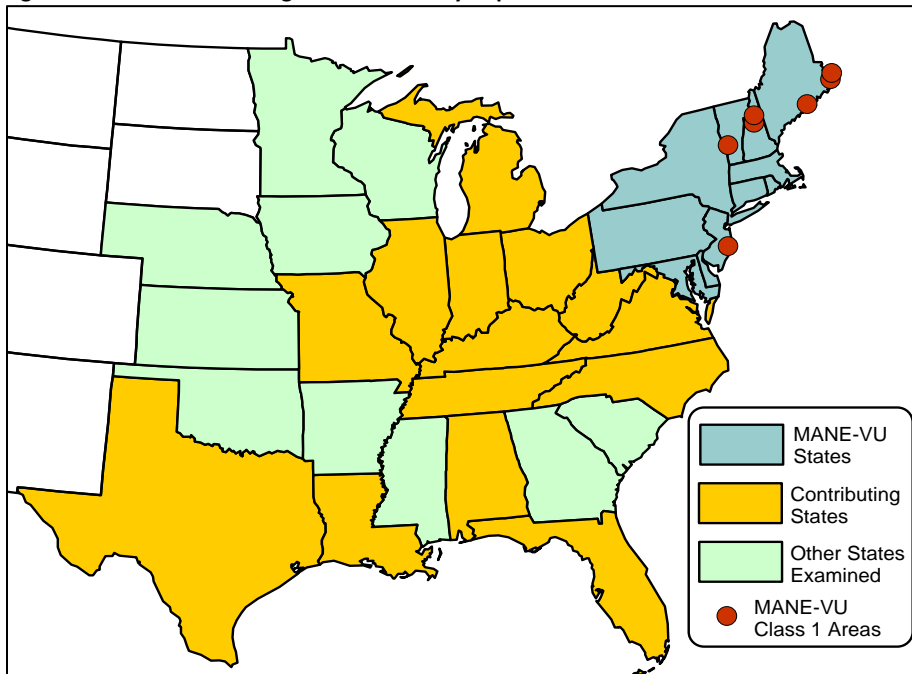 MANE-VU
States
Contributing
States
Other States
Examined
MANE-VU
Class 1 Areas